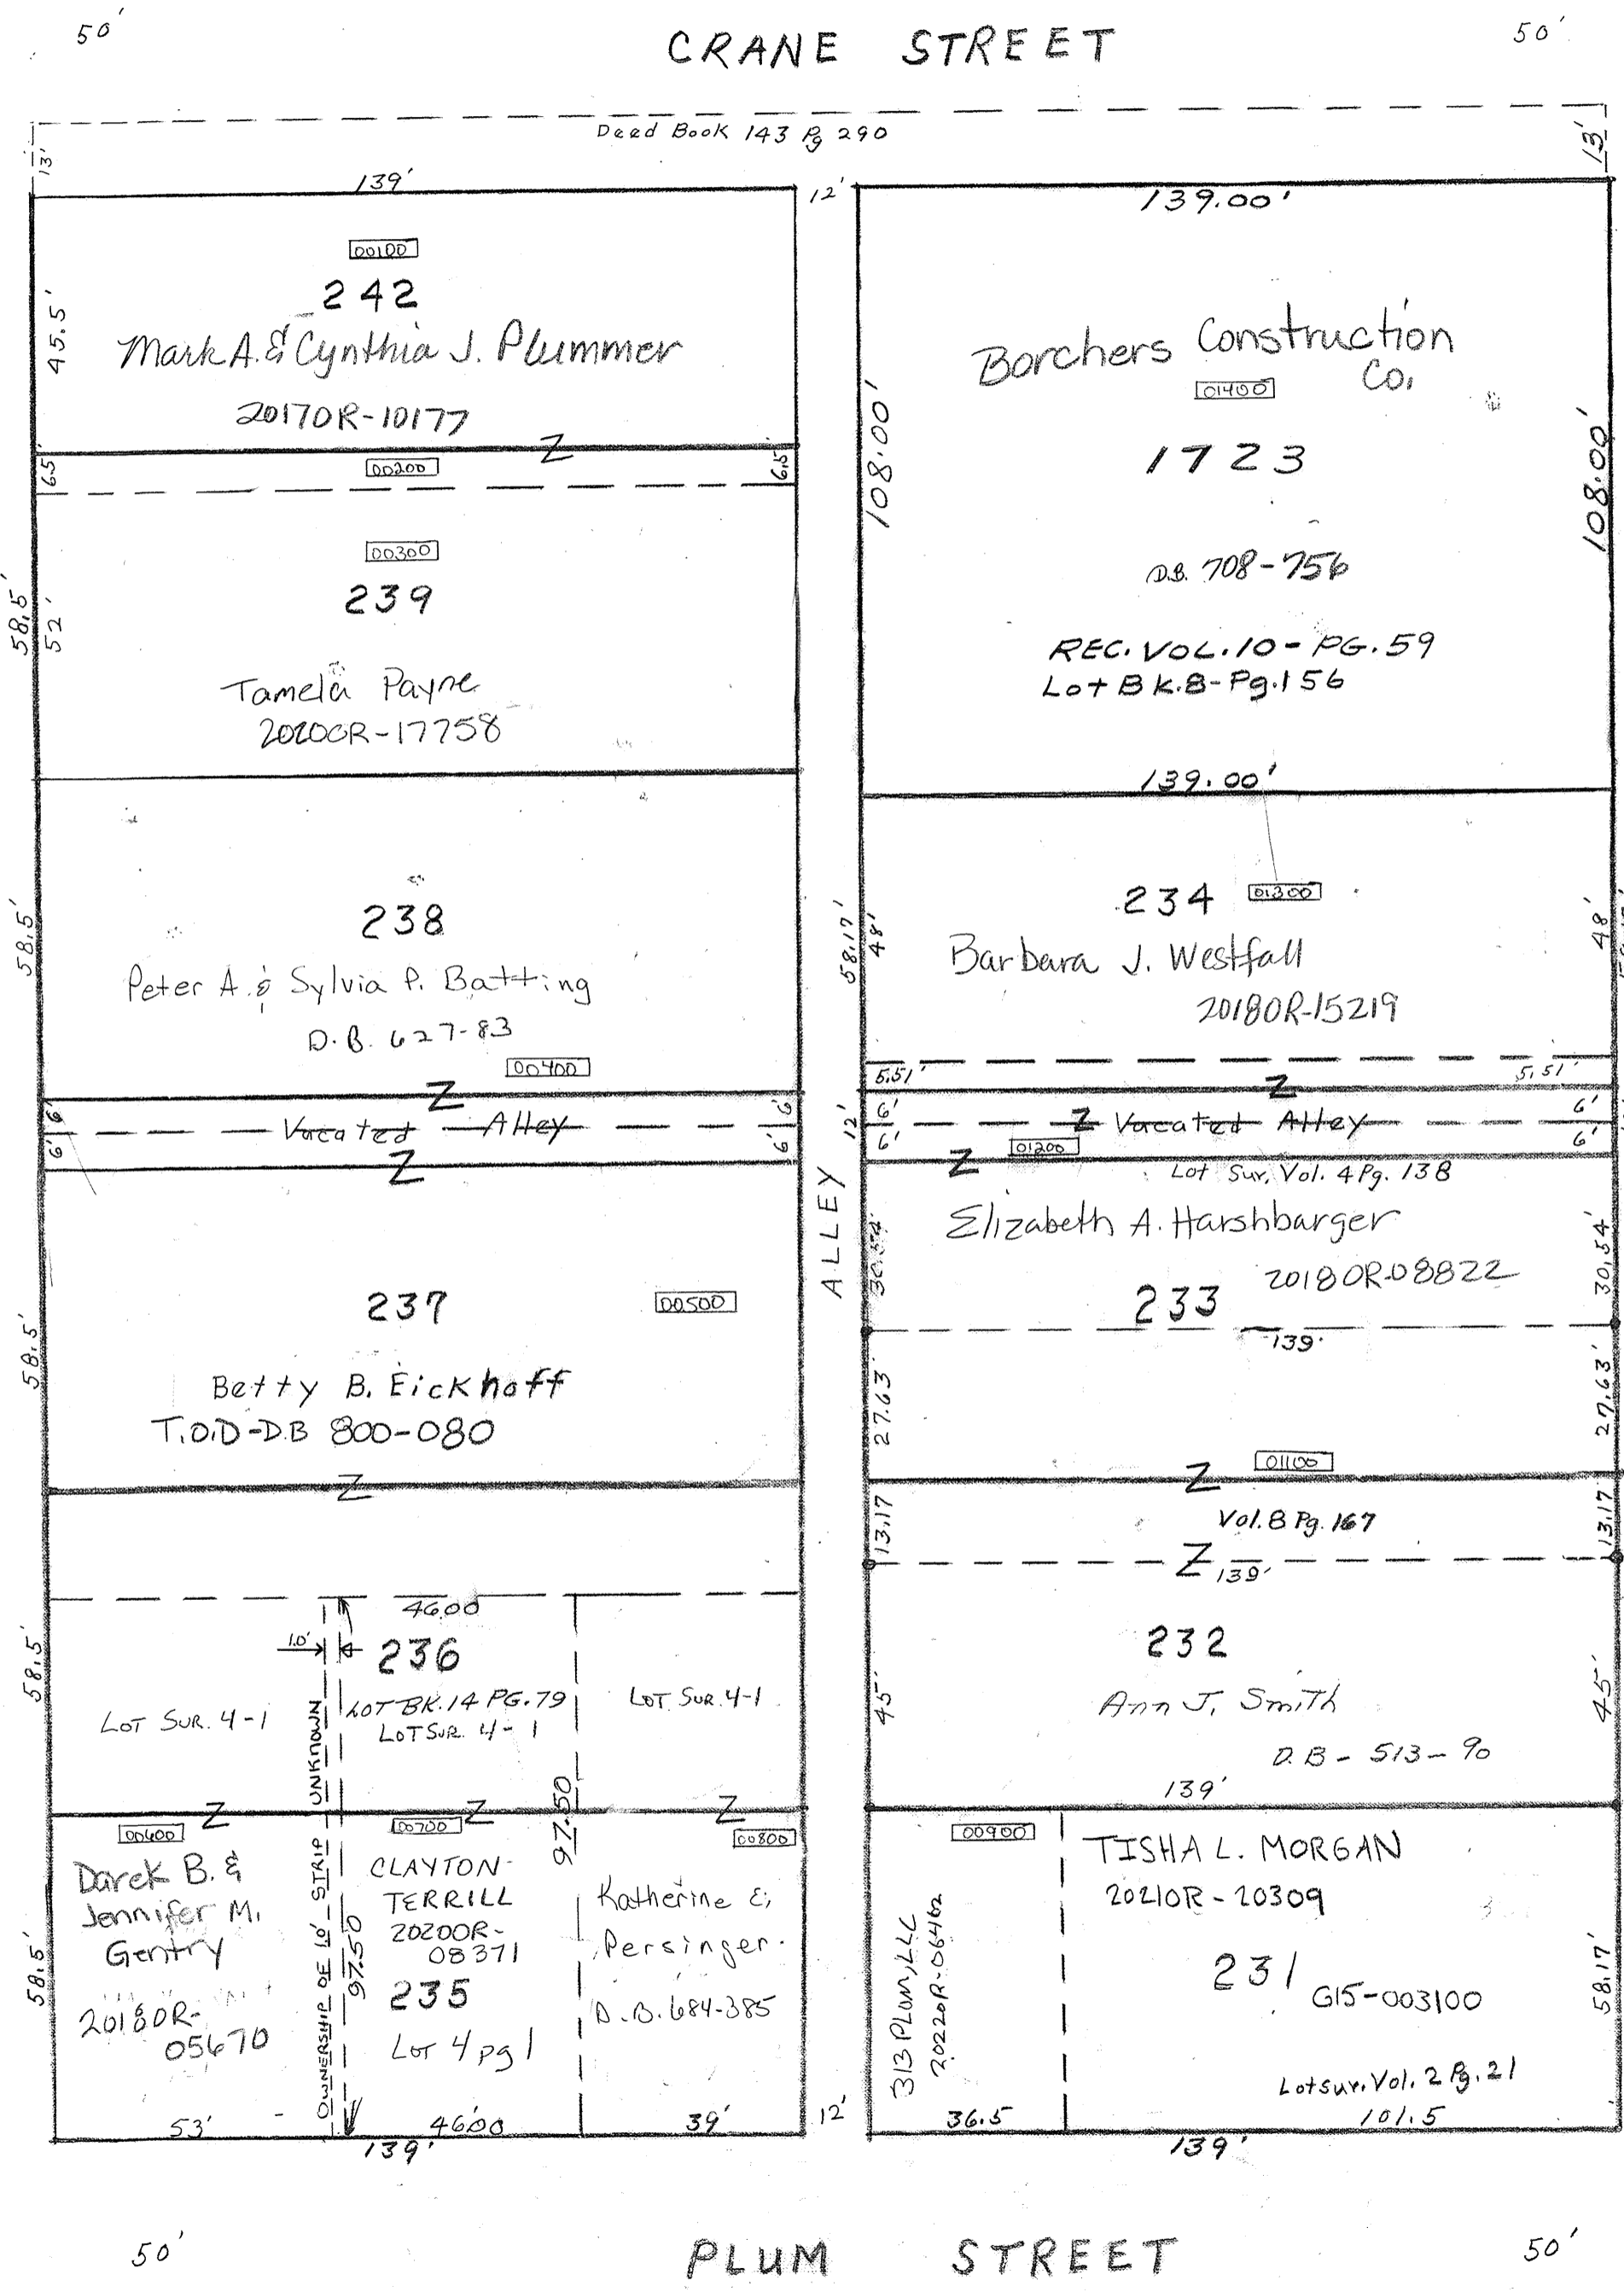 50'
CRANE STREET
50'
Deed Book 143 Pg 290
13'
13'
139'
12'
139.00'
00100
242
45.5'
Mark A. & Cynthia J. Plummer
2017OR-10177
Z
6.5'
00200
6.5'
00300
239
58.5'
52'
Tamela Payne
2020OR-17758
238
58.5'
Peter A. & Sylvia P. Batting
D.B. 627-83
00400
Z
6'
6'
Vacated Alley
6'
6'
Z
237
00500
58.5'
Betty B. Eickhoff
T.O.D-D.B 800-080
Z
46.00
1.0'
236
58.5'
LOT SUR. 4-1
LOT BK. 14 PG. 79
LOT SUR. 4-1
LOT SUR. 4-1
OWNERSHIP OF 1.0' STRIP UNKNOWN
97.50
97.50
Z
Z
Z
00600
00700
00800
Darek B. &
Jennifer M.
Gentry
2018OR-
05670
58.5'
CLAYTON
TERRILL
2020OR-
08371
235
Lot 4 pg 1
Katherine E.
Persinger
D.B. 684-385
53'
46.00
39'
139'
12'
ALLEY
12'
Borchers Construction
Co.
01400
1723
108.00'
108.00'
D.B. 708-756
REC. VOL. 10 - PG. 59
Lot BK. 8 - Pg. 156
139.00'
234
01300
58.17'
48'
48'
Barbara J. Westfall
2018OR-15219
5.51'
5.51'
Z
6'
6'
Z Vacated Alley
6'
6'
01200
Z
Lot Sur. Vol. 4 Pg. 138
Elizabeth A. Harshbarger
2018OR-08822
30.54'
30.54'
233
139'
27.63'
27.63'
01100
Z
Vol. 8 Pg. 167
13.17
13.17
Z
139'
232
45'
45'
Ann J. Smith
D.B - 513-90
139'
00900
TISHA L. MORGAN
2021OR-20309
313 PLUM, LLC
2022OR-06462
231
G15-003100
58.17'
Lot sur. Vol. 2 Pg. 21
36.5
101.5
139'
50'
PLUM STREET
50'